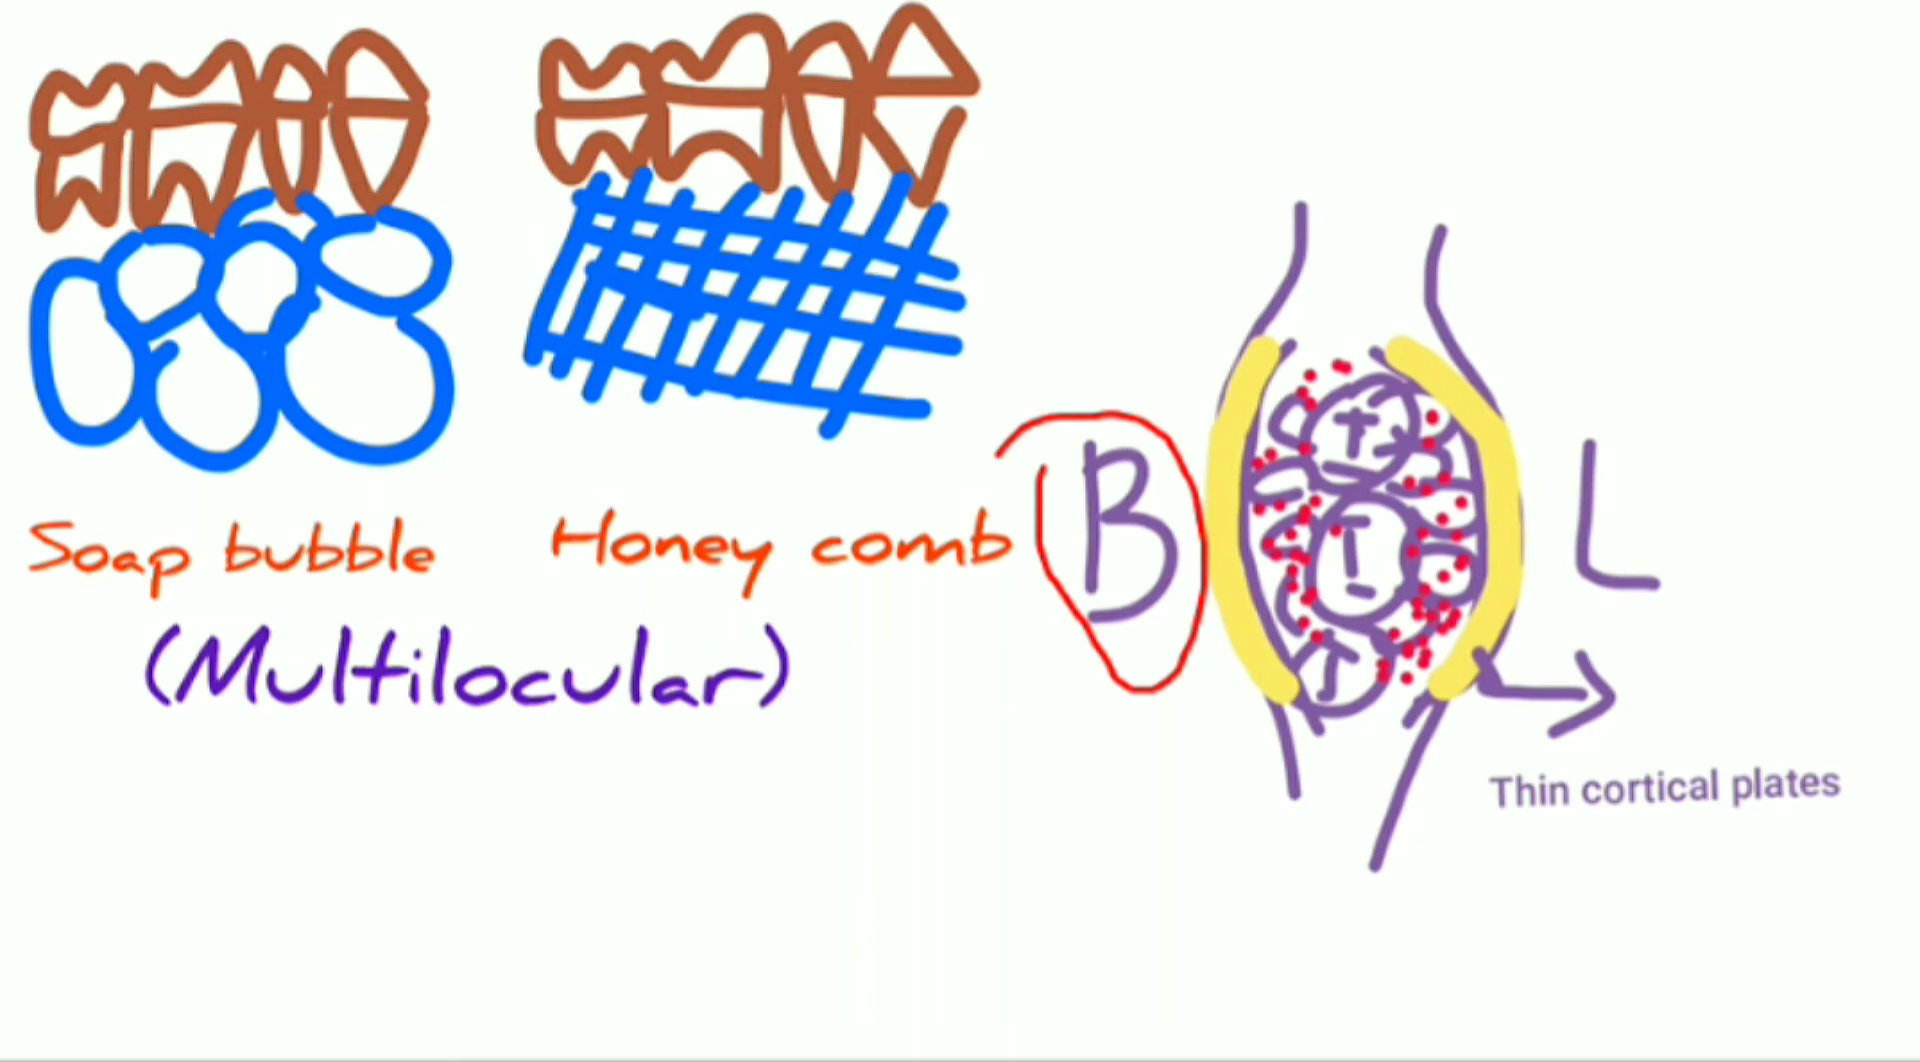 Soap bubble
Honey comb
(Multilocular)
B
T
I
T
L
Thin cortical plates